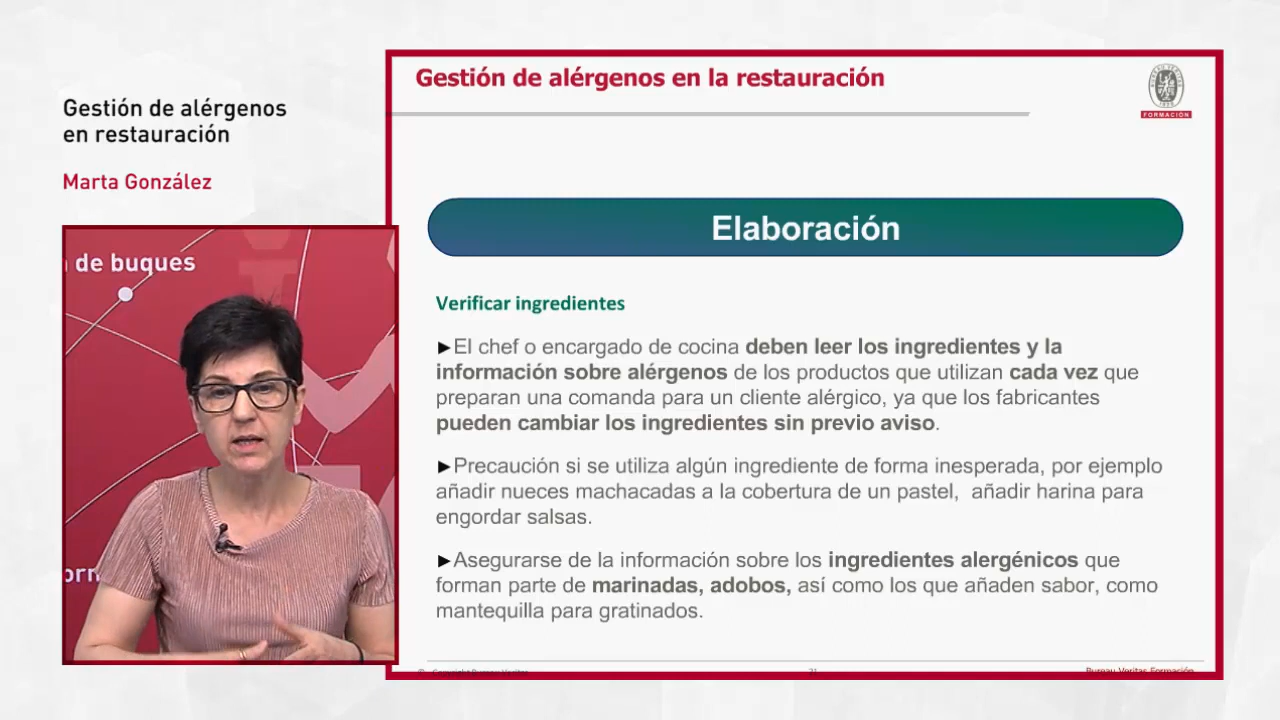 Gestión de alérgenos
en restauración
Marta González
de buques
Gestión de alérgenos en la restauración
FORMACIÓN
Elaboración
Verificar ingredientes
►El chef o encargado de cocina deben leer los ingredientes y la
información sobre alérgenos de los productos que utilizan cada vez que
preparan una comanda para un cliente alérgico, ya que los fabricantes
pueden cambiar los ingredientes sin previo aviso.
►Precaución si se utiliza algún ingrediente de forma inesperada, por ejemplo
añadir nueces machacadas a la cobertura de un pastel, añadir harina para
engordar salsas.
►Asegurarse de la información sobre los ingredientes alergénicos que
forman parte de marinadas, adobos, así como los que añaden sabor, como
mantequilla para gratinados.
Copyright Bureau Veritas
Bureau Veritas Formación